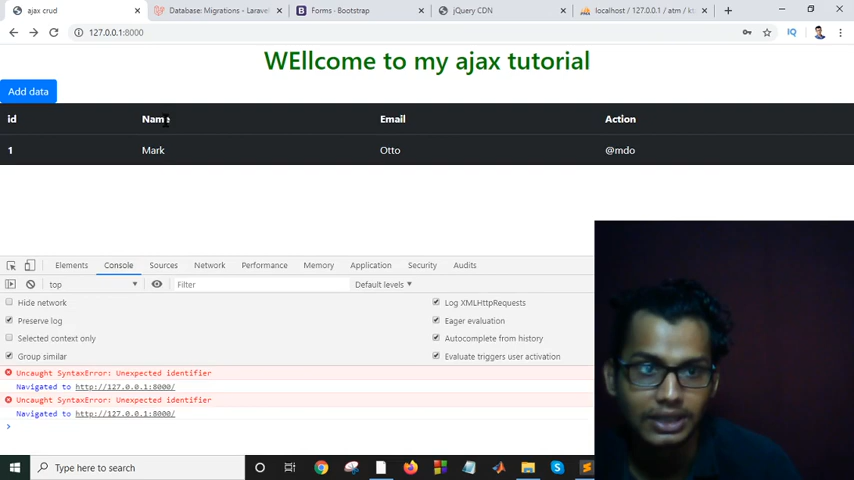 ajax crud
Database: Migrations - Laravel
Forms · Bootstrap
jQuery CDN
localhost / 127.0.0.1 / atm /
127.0.0.1:8000
WEllcome to my ajax tutorial
Add data
id Name Email Action
1 Mark Otto @mdo
Elements Console Sources Network Performance Memory Application Security Audits
top Filter Default levels
Hide network Log XMLHttpRequests
Preserve log Eager evaluation
Selected context only Autocomplete from history
Group similar Evaluate triggers user activation
Uncaught SyntaxError: Unexpected identifier
Navigated to http://127.0.0.1:8000/
Uncaught SyntaxError: Unexpected identifier
Navigated to http://127.0.0.1:8000/
Type here to search